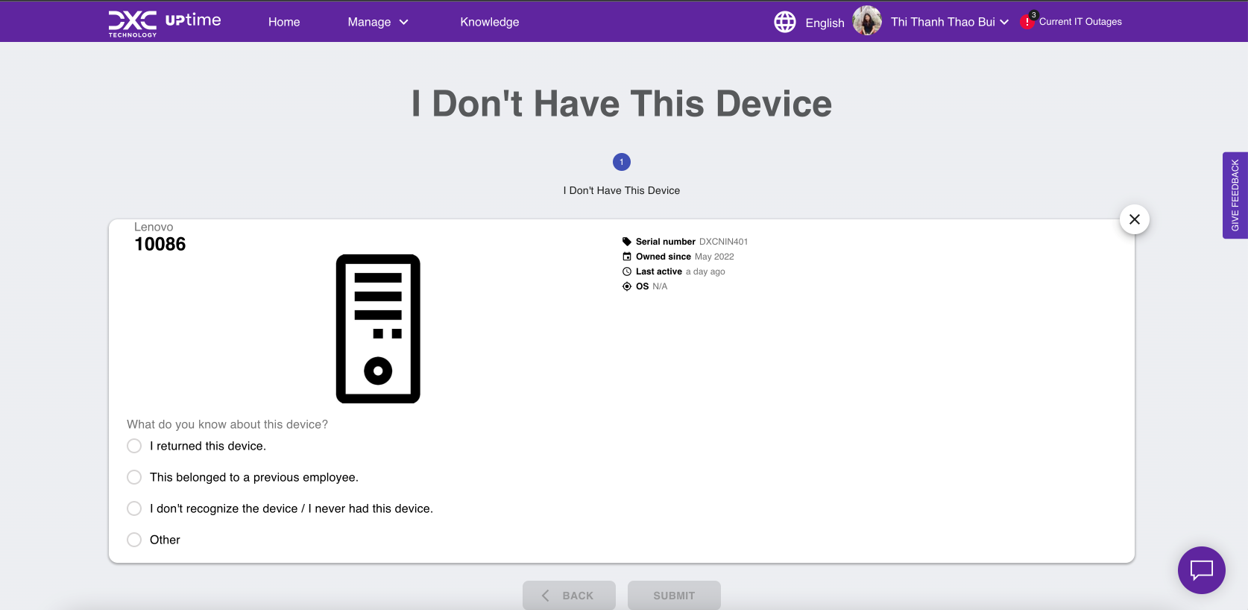 DXC TECHNOLOGY UPtime Home Manage Knowledge English Thi Thanh Thao Bui ! 3 Current IT Outages
I Don't Have This Device
1
I Don't Have This Device
GIVE FEEDBACK
Lenovo
10086
Serial number DXCNIN401
Owned since May 2022
Last active a day ago
OS N/A
What do you know about this device?
I returned this device.
This belonged to a previous employee.
I don't recognize the device / I never had this device.
Other
BACK SUBMIT